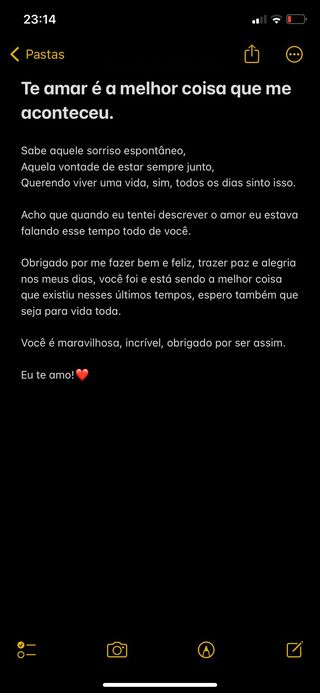 23:14
Pastas
Te amar é a melhor coisa que me
aconteceu.
Sabe aquele sorriso espontâneo,
Aquela vontade de estar sempre junto,
Querendo viver uma vida, sim, todos os dias sinto isso.
Acho que quando eu tentei descrever o amor eu estava
falando esse tempo todo de você.
Obrigado por me fazer bem e feliz, trazer paz e alegria
nos meus dias, você foi e está sendo a melhor coisa
que existiu nesses últimos tempos, espero também que
seja para vida toda.
Você é maravilhosa, incrível, obrigado por ser assim.
Eu te amo!❤️